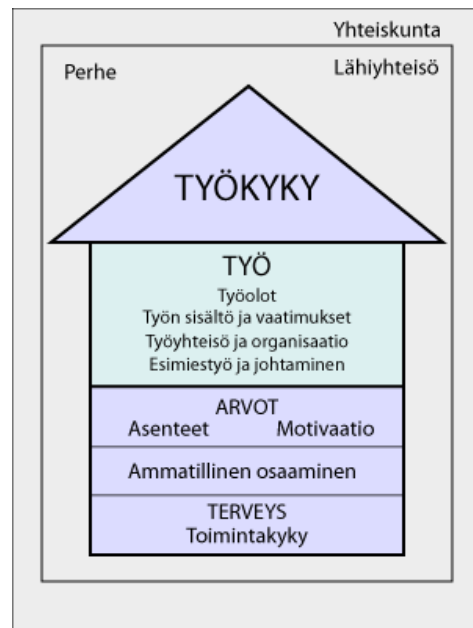 Yhteiskunta
Perhe
Lähiyhteisö
TYÖKYKY
TYÖ
Työolot
Työn sisältö ja vaatimukset
Työyhteisö ja organisaatio
Esimiestyö ja johtaminen
ARVOT
Asenteet Motivaatio
Ammatillinen osaaminen
TERVEYS
Toimintakyky